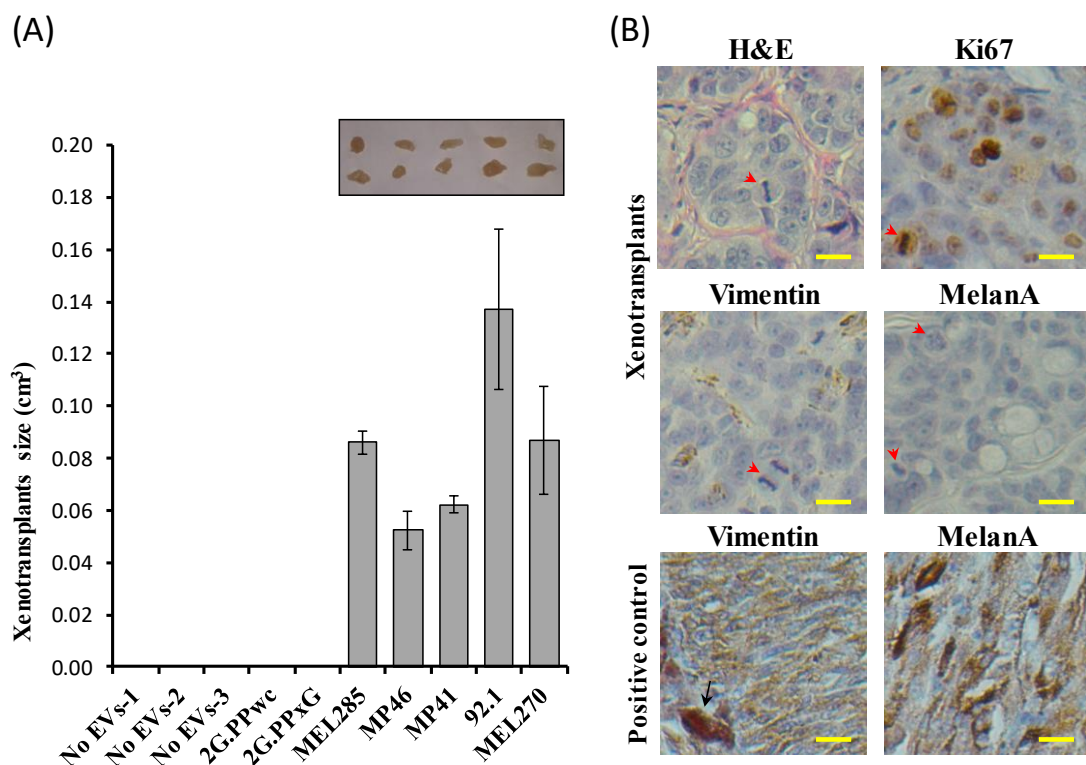 (A)
Xenotransplants size (cm³)
0.20
0.18
0.16
0.14
0.12
0.10
0.08
0.06
0.04
0.02
0.00
No EVs-1
No EVs-2
No EVs-3
2G.PPwc
2G.PPxG
MEL285
MP46
MP41
92.1
MEL270
(B)
H&E
Ki67
Xenotransplants
Vimentin
MelanA
Positive control
Vimentin
MelanA